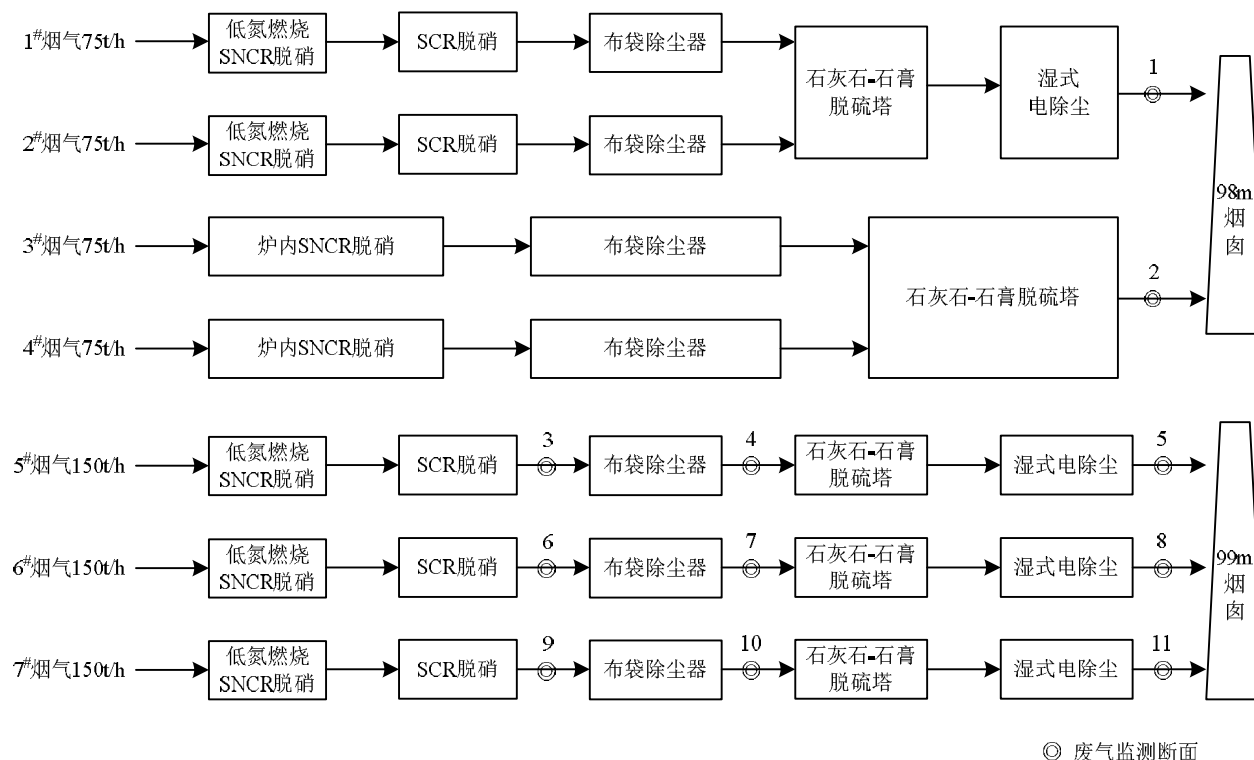 1#烟气75t/h
低氮燃烧
SNCR脱硝
SCR脱硝
布袋除尘器
2#烟气75t/h
低氮燃烧
SNCR脱硝
SCR脱硝
布袋除尘器
石灰石-石膏
脱硫塔
湿式
电除尘
1
3#烟气75t/h
炉内SNCR脱硝
布袋除尘器
4#烟气75t/h
炉内SNCR脱硝
布袋除尘器
石灰石-石膏脱硫塔
2
98m
烟
囱
5#烟气150t/h
低氮燃烧
SNCR脱硝
SCR脱硝
3
布袋除尘器
4
石灰石-石膏
脱硫塔
湿式电除尘
5
6#烟气150t/h
低氮燃烧
SNCR脱硝
SCR脱硝
6
布袋除尘器
7
石灰石-石膏
脱硫塔
湿式电除尘
8
7#烟气150t/h
低氮燃烧
SNCR脱硝
SCR脱硝
9
布袋除尘器
10
石灰石-石膏
脱硫塔
湿式电除尘
11
99m
烟
囱
◎ 废气监测断面